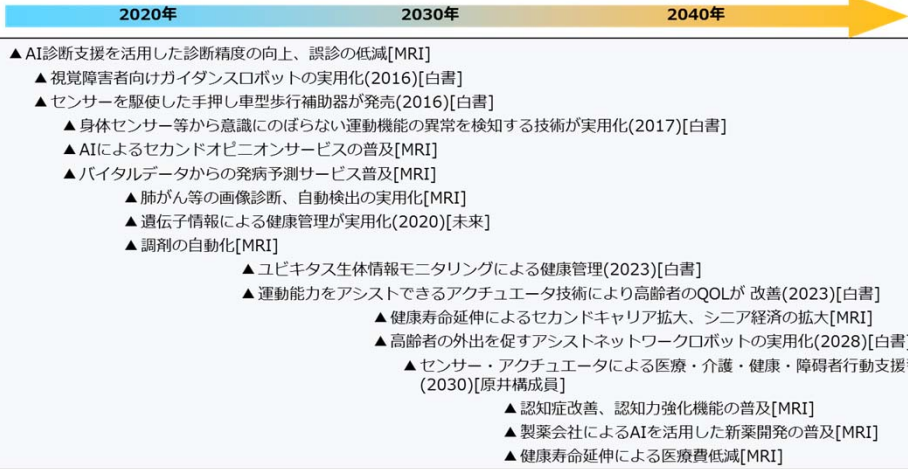 2020年 2030年 2040年
▲AI診断支援を活用した診断精度の向上、誤診の低減[MRI]
▲視覚障害者向けガイダンスロボットの実用化(2016)[白書]
▲センサーを駆使した手押し車型歩行補助器が発売(2016)[白書]
▲身体センサー等から意識にのぼらない運動機能の異常を検知する技術が実用化(2017)[白書]
▲AIによるセカンドオピニオンサービスの普及[MRI]
▲バイタルデータからの発病予測サービス普及[MRI]
▲肺がん等の画像診断、自動検出の実用化[MRI]
▲遺伝子情報による健康管理が実用化(2020)[未来]
▲調剤の自動化[MRI]
▲ユビキタス生体情報モニタリングによる健康管理(2023)[白書]
▲運動能力をアシストできるアクチュエータ技術により高齢者のQOLが 改善(2023)[白書]
▲健康寿命延伸によるセカンドキャリア拡大、シニア経済の拡大[MRI]
▲高齢者の外出を促すアシストネットワークロボットの実用化(2028)[白書]
▲センサー・アクチュエータによる医療・介護・健康・障碍者行動支援
(2030)[原井構成員]
▲認知症改善、認知力強化機能の普及[MRI]
▲製薬会社によるAIを活用した新薬開発の普及[MRI]
▲健康寿命延伸による医療費低減[MRI]